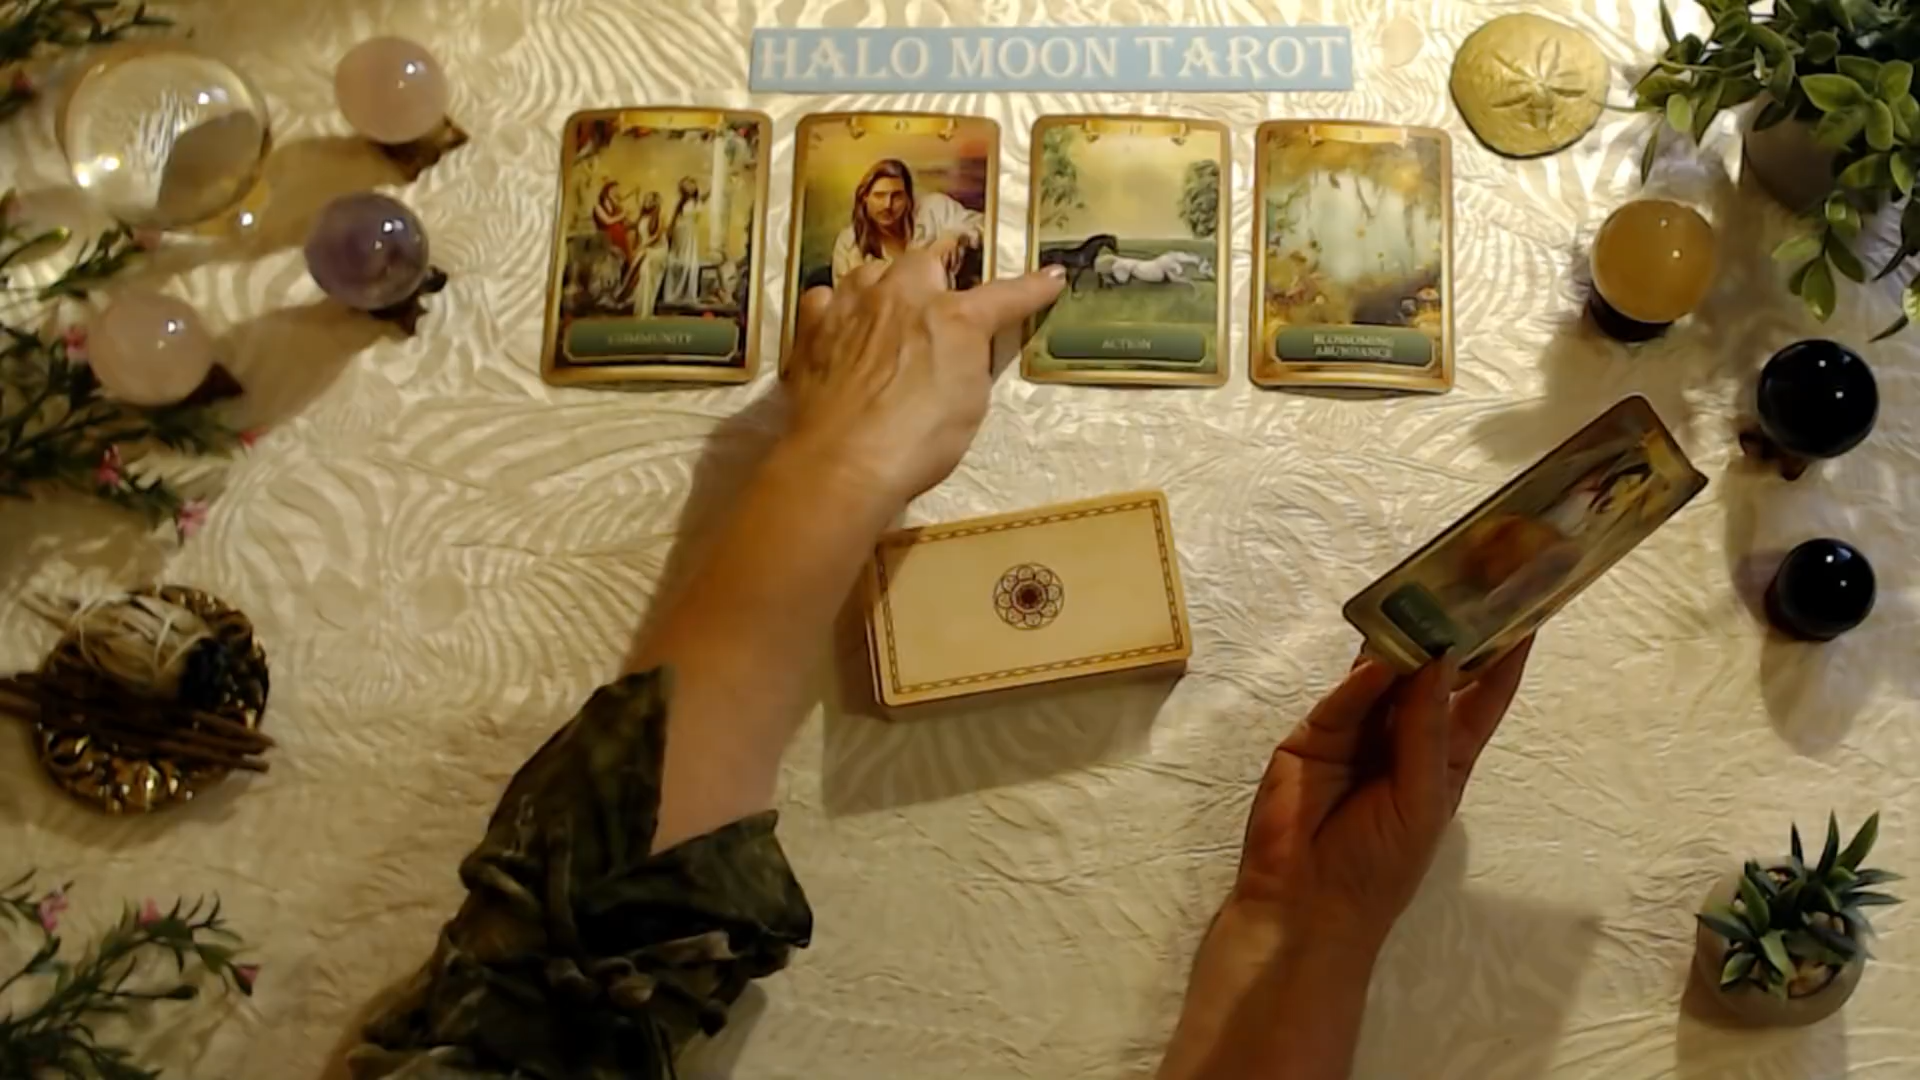 HALO MOON TAROT
COMMUNITY
ACTION
BLOSSOMING
ABUNDANCE